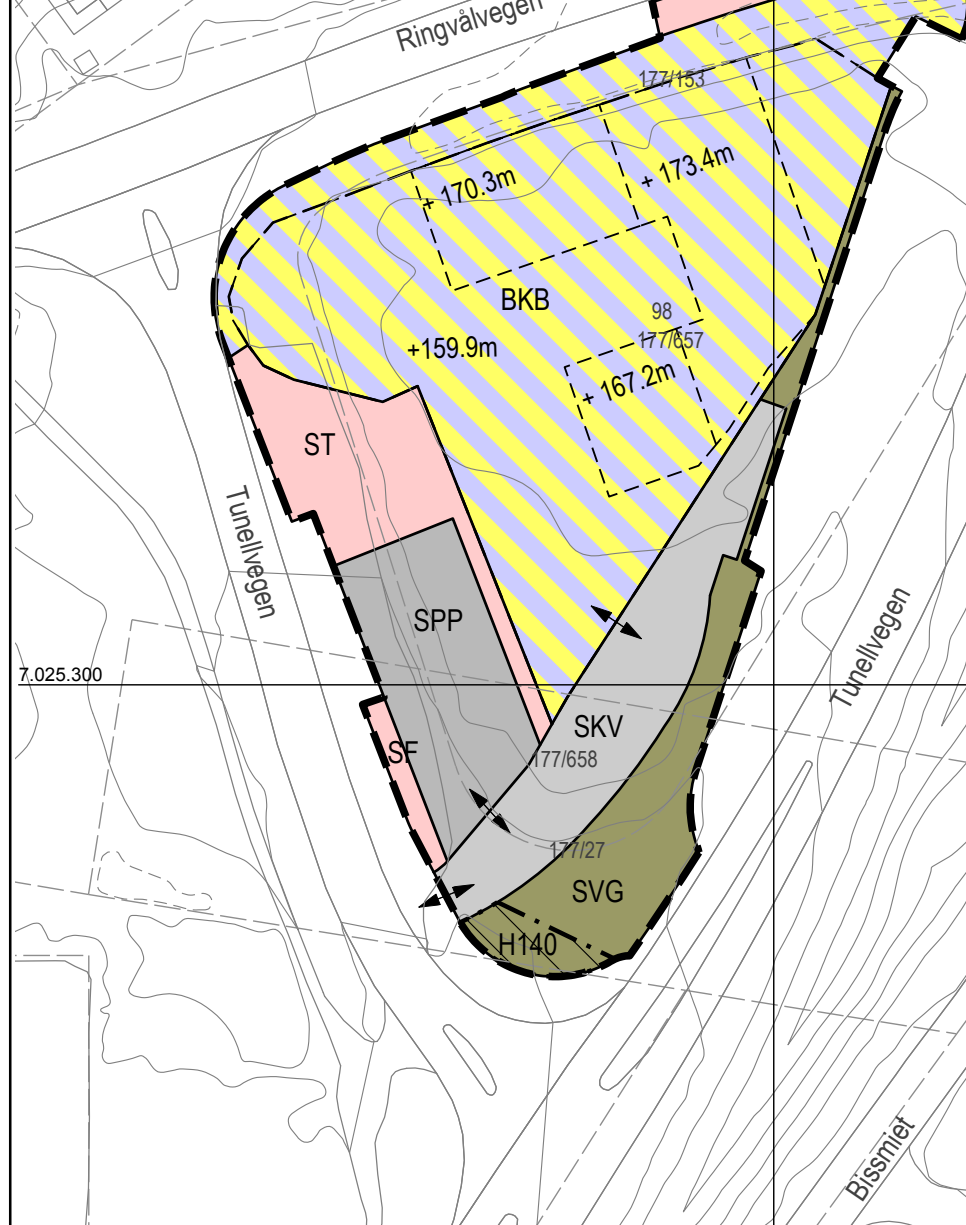 Ringvålvegen
177/153
+ 173.4m
+ 170.3m
BKB
98
177/657
+159.9m
+ 167.2m
ST
Tunellvegen
SPP
Tunellvegen
7.025.300
SKV
SF
177/658
177/27
SVG
H140
Bissmiet